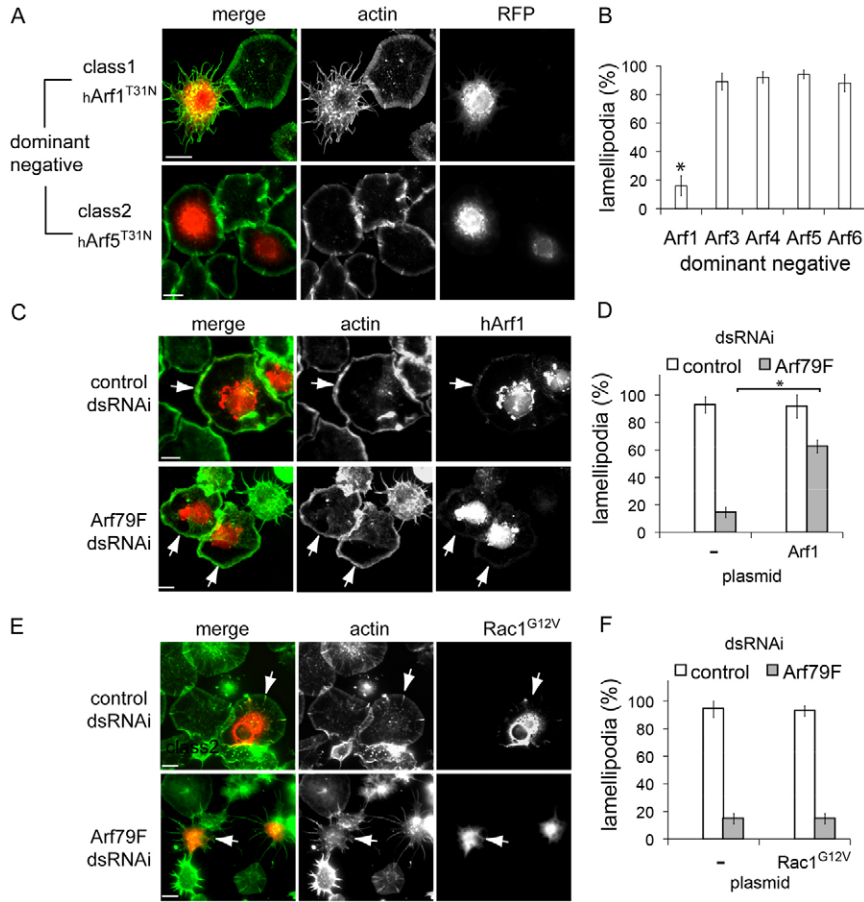 A
merge actin RFP
class1
hArf1T31N
dominant
negative
class2
hArf5T31N
B
lamellipodia (%)
100
80
60
40
20
0
*
Arf1 Arf3 Arf4 Arf5 Arf6
dominant negative
C
merge actin hArf1
control
dsRNAi
Arf79F
dsRNAi
D
dsRNAi
control Arf79F
lamellipodia (%)
100
80
60
40
20
0
*
- Arf1
plasmid
E
merge actin Rac1G12V
control
dsRNAi
class2
Arf79F
dsRNAi
F
dsRNAi
control Arf79F
lamellipodia (%)
100
80
60
40
20
0
- Rac1G12V
plasmid